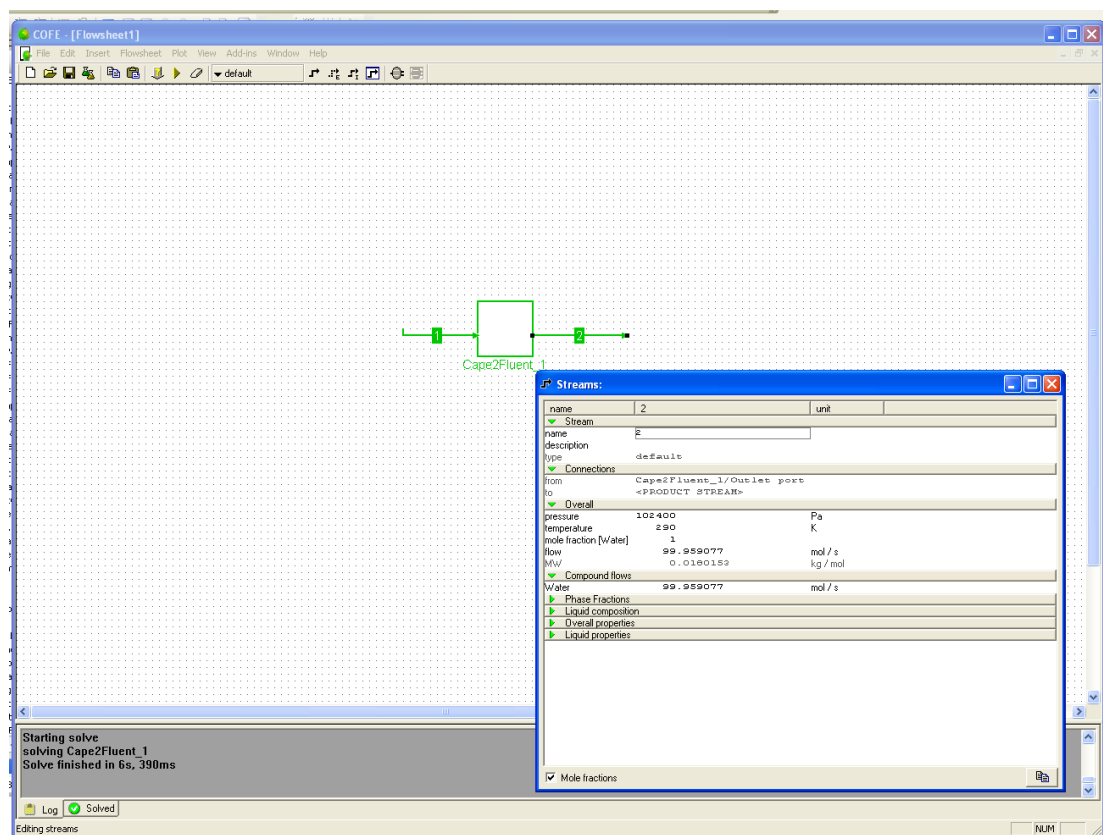 COFE - [Flowsheet1]
File Edit Insert Flowsheet Plot View Add-ins Window Help
default
1
2
Cape2Fluent_1
Streams:
name 2 unit
Stream
name 2
description
type default
Connections
from Cape2Fluent_1/Outlet port
to <PRODUCT STREAM>
Overall
pressure 102400 Pa
temperature 290 K
mole fraction [Water] 1
flow 99.959077 mol / s
MW 0.0180153 kg / mol
Compound flows
Water 99.959077 mol / s
Phase Fractions
Liquid composition
Overall properties
Liquid properties
Mole fractions
Starting solve
solving Cape2Fluent_1
Solve finished in 6s, 390ms
Log Solved
Editing streams NUM